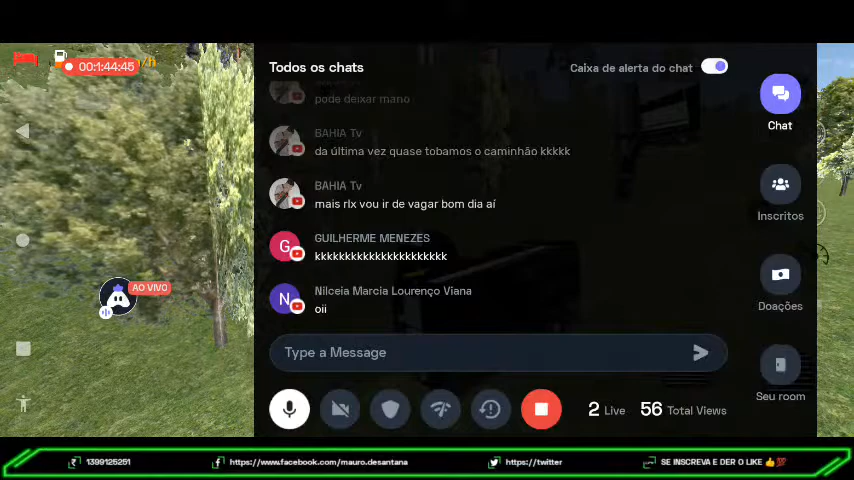 /h
00:1:44:45
Todos os chats
Caixa de alerta do chat
pode deixar mano
BAHIA Tv
da última vez quase tobamos o caminhão kkkkk
BAHIA Tv
mais rlx vou ir de vagar bom dia aí
G
GUILHERME MENEZES
kkkkkkkkkkkkkkkkkkkkkk
N
Nilceia Marcia Lourenço Viana
oii
AO VIVO
Chat
Inscritos
Doações
Seu room
Type a Message
2 Live
56 Total Views
1399125251
https://www.facebook.com/mauro.desantana
https://twitter
SE INSCREVA E DER O LIKE 👍💯